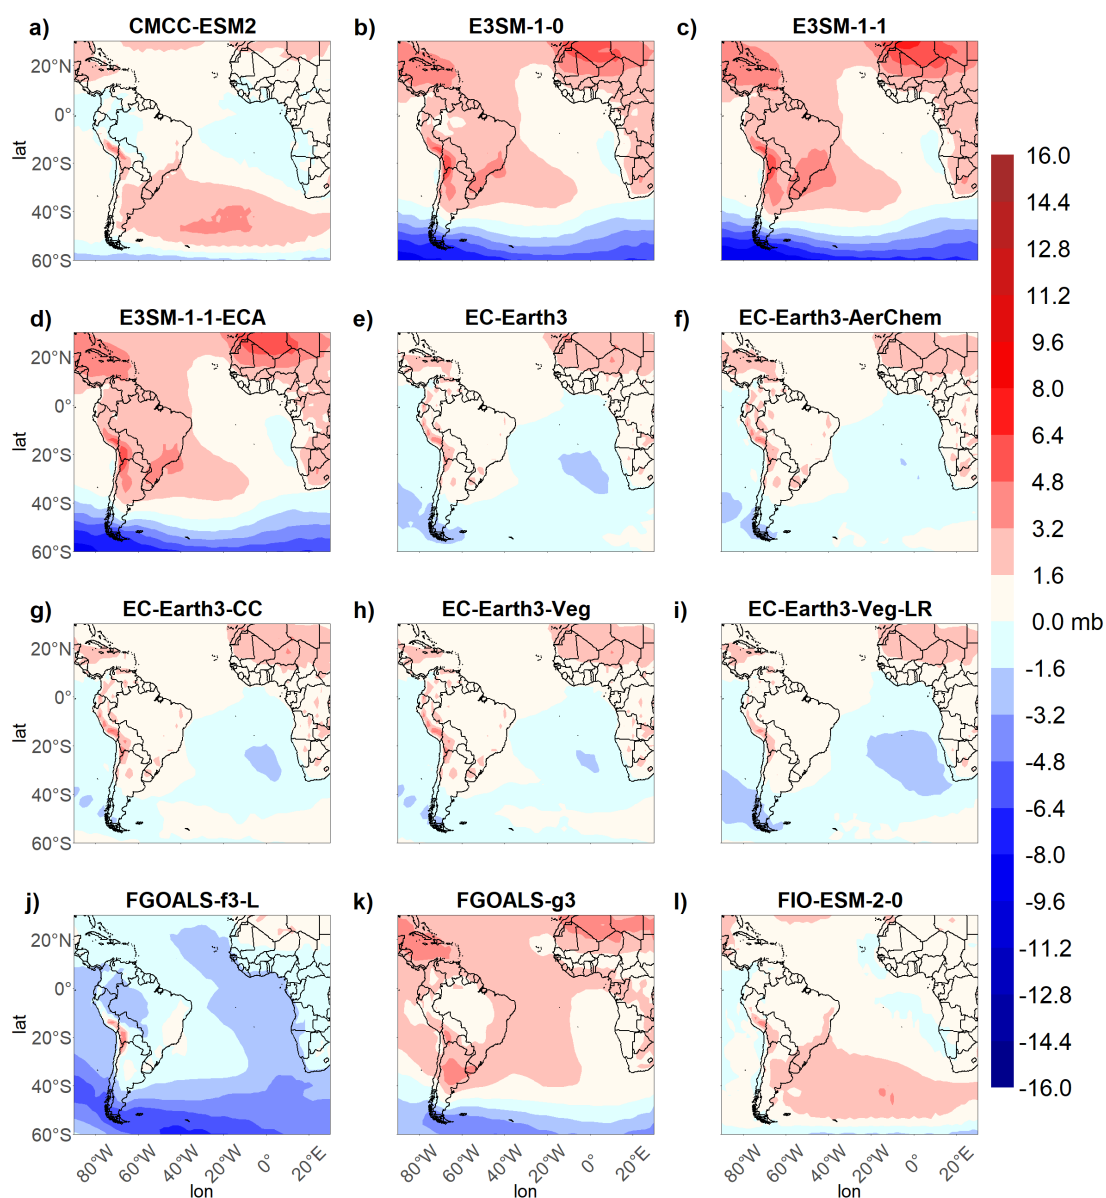 a) CMCC-ESM2
b) E3SM-1-0
c) E3SM-1-1
20°N
0°
20°S
40°S
60°S
lat
d) E3SM-1-1-ECA
e) EC-Earth3
f) EC-Earth3-AerChem
20°N
0°
20°S
40°S
60°S
lat
g) EC-Earth3-CC
h) EC-Earth3-Veg
i) EC-Earth3-Veg-LR
20°N
0°
20°S
40°S
60°S
lat
j) FGOALS-f3-L
k) FGOALS-g3
l) FIO-ESM-2-0
20°N
0°
20°S
40°S
60°S
lat
80°W 60°W 40°W 20°W 0° 20°E
80°W 60°W 40°W 20°W 0° 20°E
80°W 60°W 40°W 20°W 0° 20°E
lon
lon
lon
16.0
14.4
12.8
11.2
9.6
8.0
6.4
4.8
3.2
1.6
0.0 mb
-1.6
-3.2
-4.8
-6.4
-8.0
-9.6
-11.2
-12.8
-14.4
-16.0